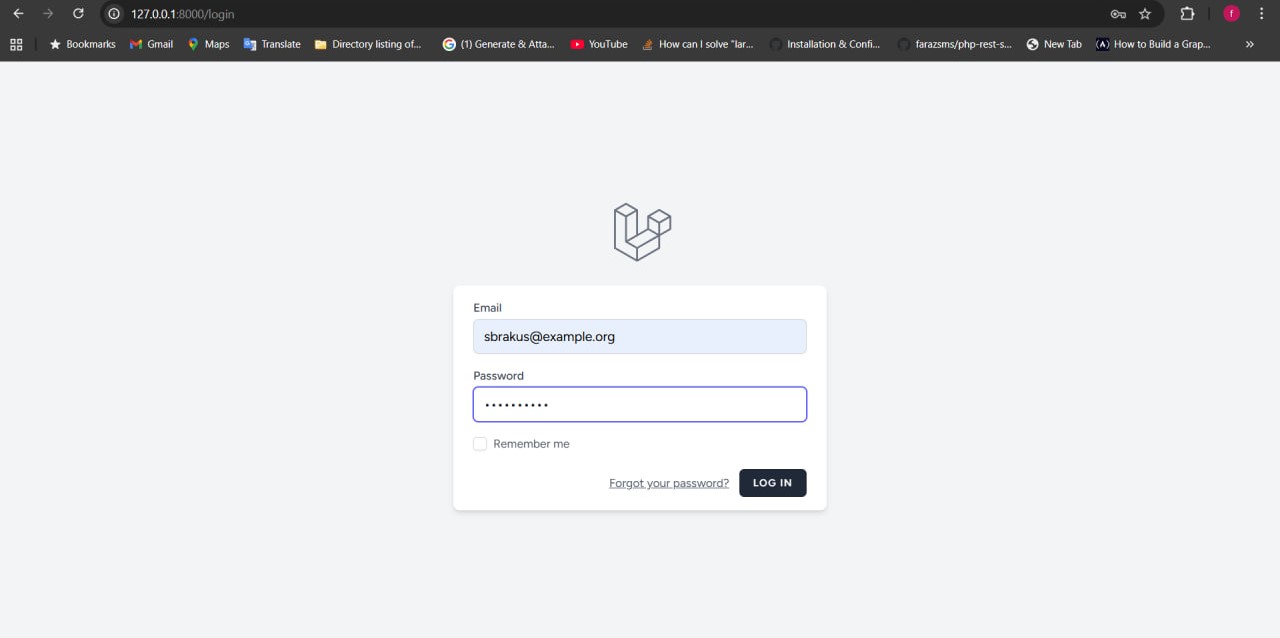 127.0.0.1:8000/login
f
Bookmarks Gmail Maps Translate Directory listing of... (1) Generate & Atta... YouTube How can I solve "lar... Installation & Confi... farazsms/php-rest-s... New Tab How to Build a Grap... »
Email
sbrakus@example.org
Password
••••••••••
Remember me
Forgot your password? LOG IN